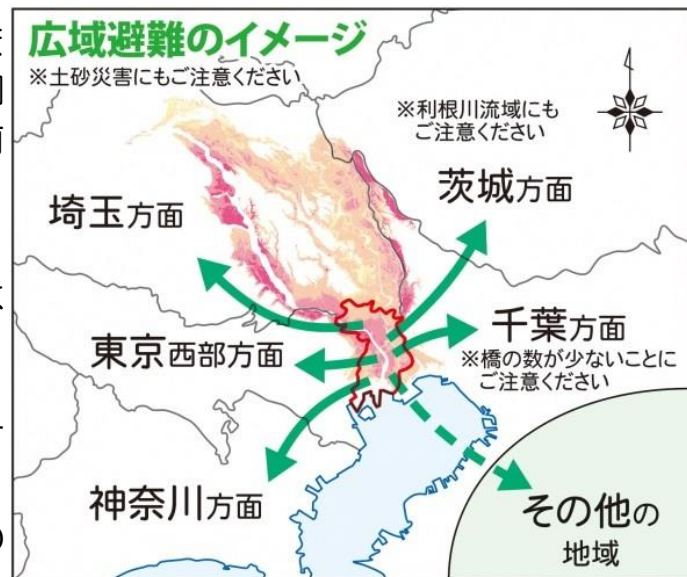 広域避難のイメージ
※土砂災害にもご注意ください
※利根川流域にも
ご注意ください
茨城方面
埼玉方面
千葉方面
※橋の数が少ないことに
ご注意ください
東京西部方面
神奈川方面
その他の
地域